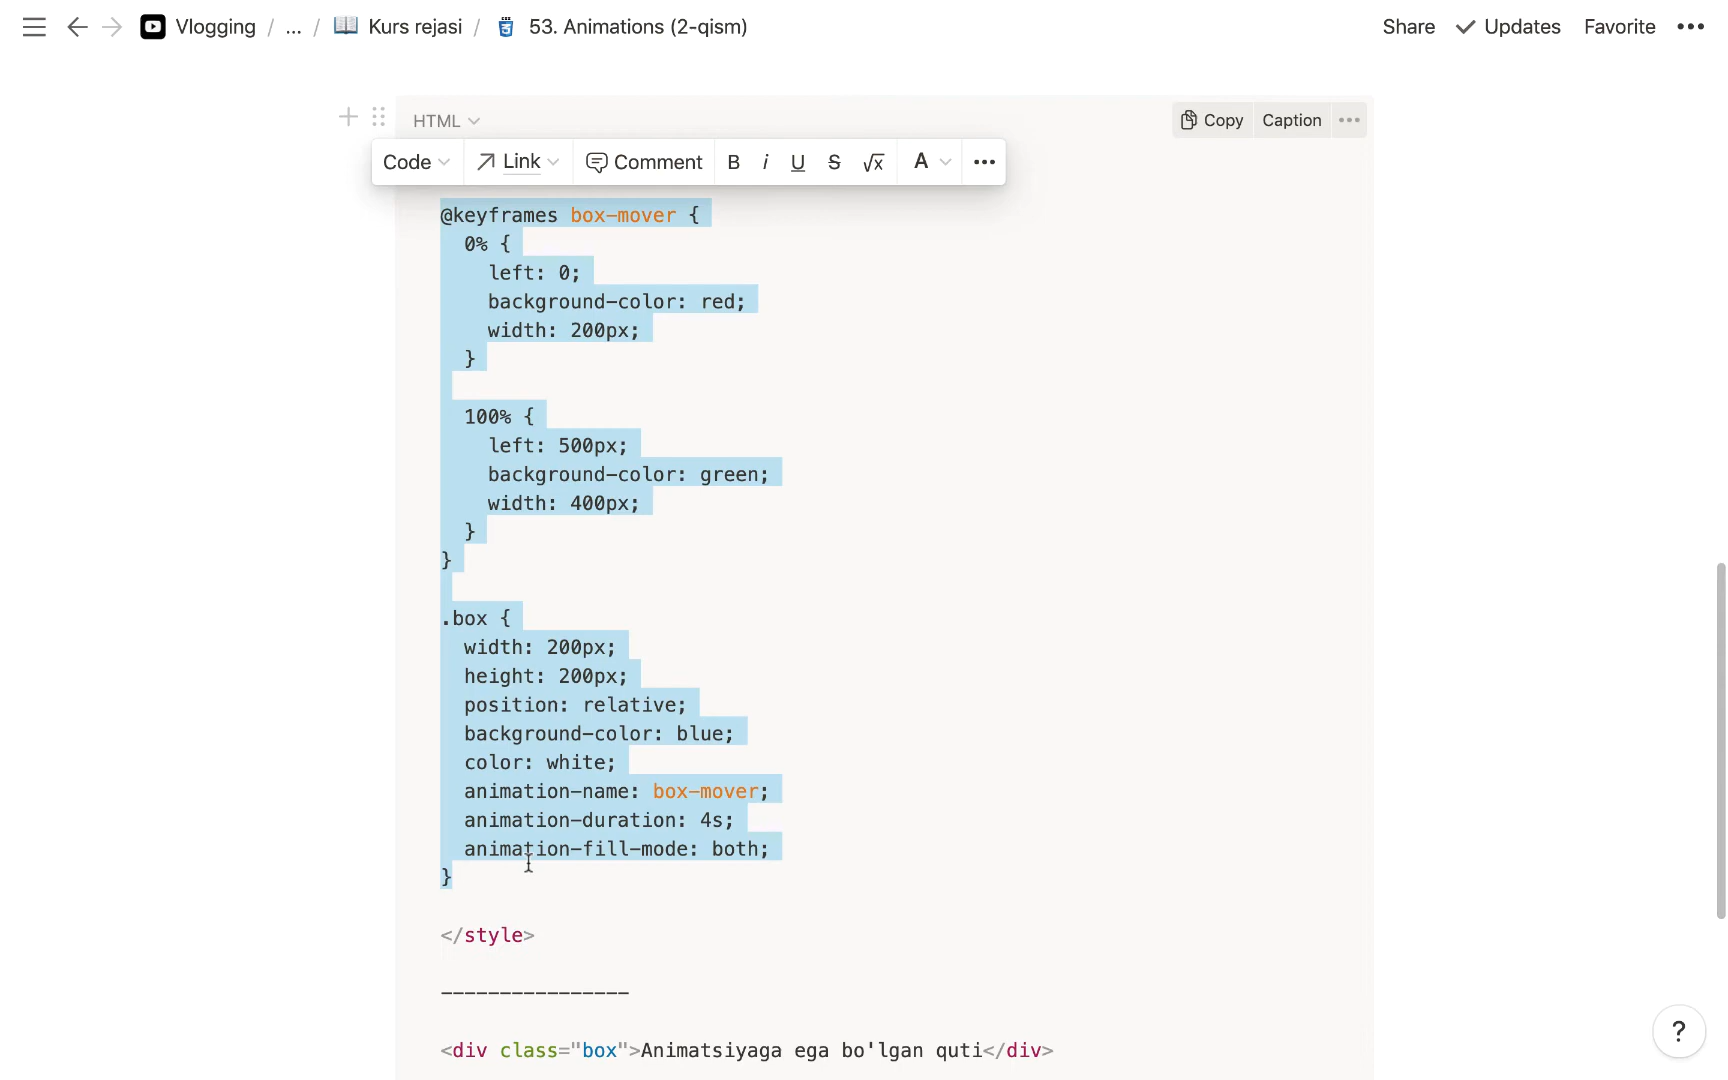 Vlogging / ... / Kurs rejasi / 53. Animations (2-qism)
Share Updates Favorite •••
HTML
Copy Caption •••
Code Link Comment B i U S √x A •••
@keyframes box-mover {
  0% {
    left: 0;
    background-color: red;
    width: 200px;
  }
  100% {
    left: 500px;
    background-color: green;
    width: 400px;
  }
}
.box {
  width: 200px;
  height: 200px;
  position: relative;
  background-color: blue;
  color: white;
  animation-name: box-mover;
  animation-duration: 4s;
  animation-fill-mode: both;
}
</style>
----------------
<div class="box">Animatsiyaga ega bo'lgan quti</div>
?